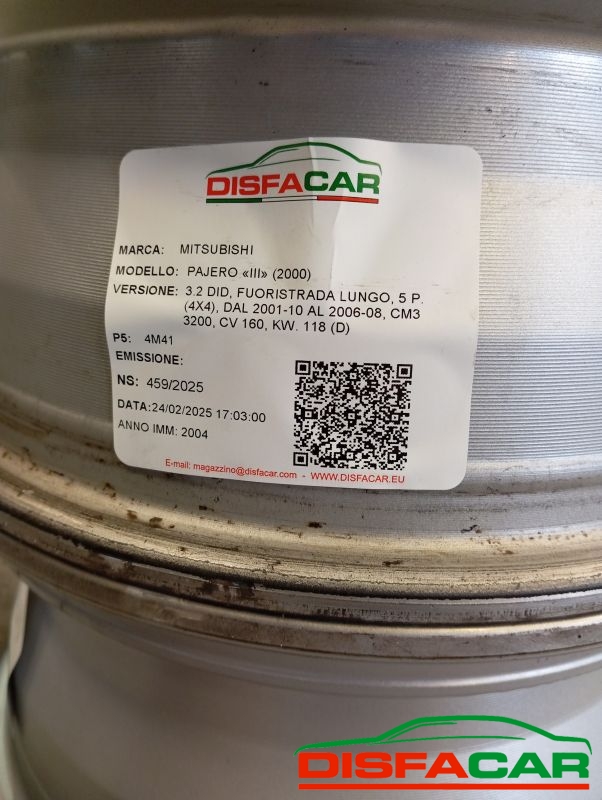 DISFACAR
MARCA: MITSUBISHI
MODELLO: PAJERO «III» (2000)
VERSIONE: 3.2 DID, FUORISTRADA LUNGO, 5 P.
(4X4), DAL 2001-10 AL 2006-08, CM3
3200, CV 160, KW. 118 (D)
P5: 4M41
EMISSIONE:
NS: 459/2025
DATA:24/02/2025 17:03:00
ANNO IMM: 2004
E-mail: magazzino@disfacar.com - WWW.DISFACAR.EU
DISFACAR